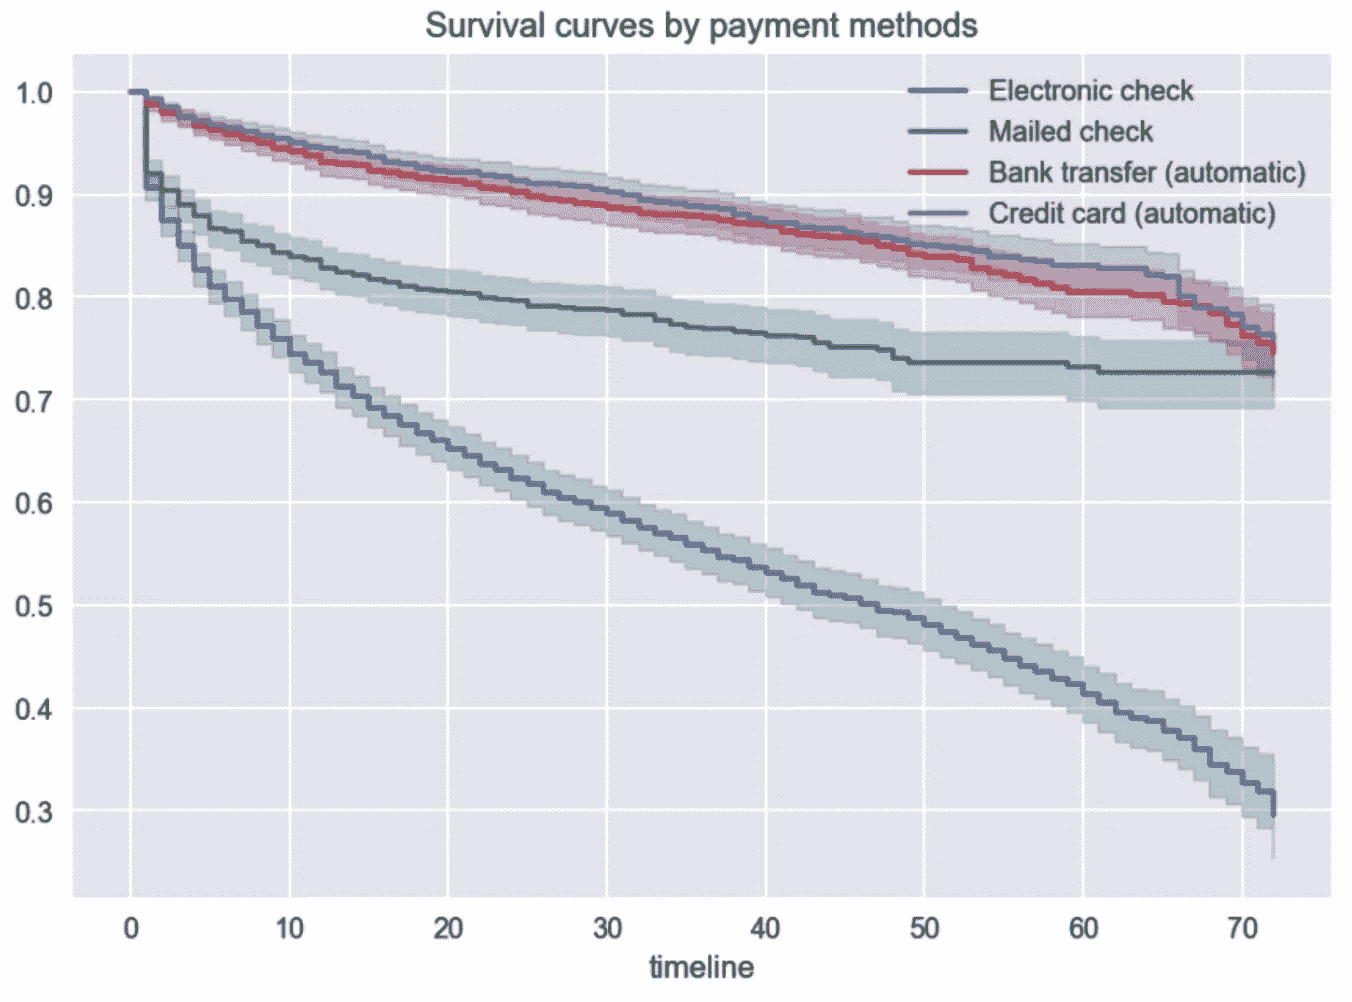 Survival curves by payment methods
1.0
0.9
0.8
0.7
0.6
0.5
0.4
0.3
Electronic check
Mailed check
Bank transfer (automatic)
Credit card (automatic)
0 10 20 30 40 50 60 70
timeline